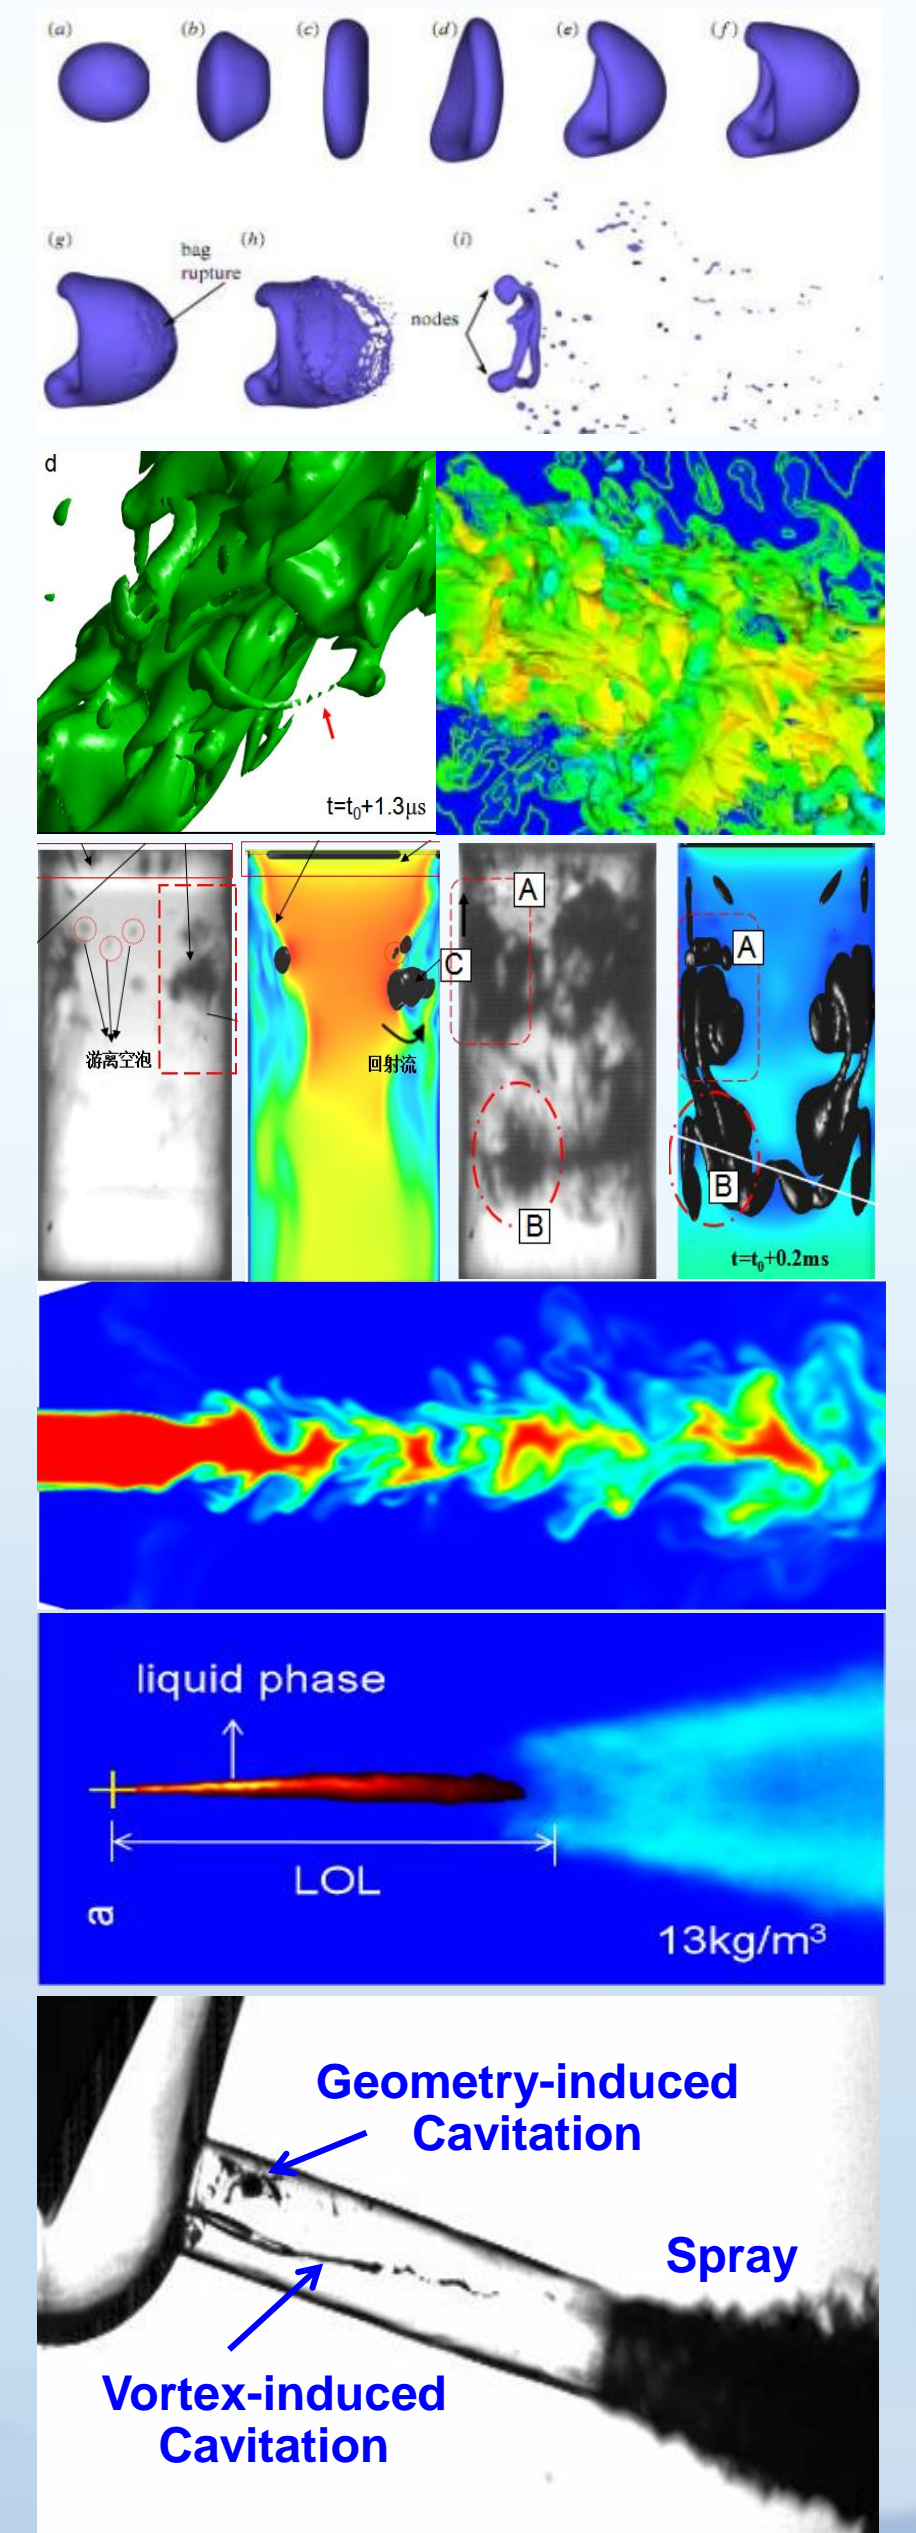 (a)
(b)
(c)
(d)
(e)
(f)
(g)
bag
rupture
(h)
(i)
nodes
d
t=t₀+1.3μs
A
C
A
游离空泡
回射流
B
B
t=t₀+0.2ms
liquid phase
LOL
a
13kg/m³
Geometry-induced
Cavitation
Spray
Vortex-induced
Cavitation